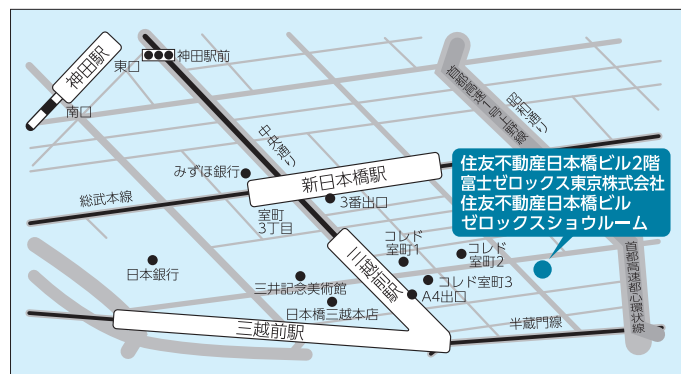 神田駅
東口
神田駅前
南口
中央通り
首都高速1号上野線
昭和通り
みずほ銀行
新日本橋駅
住友不動産日本橋ビル2階
富士ゼロックス東京株式会社
住友不動産日本橋ビル
ゼロックスショウルーム
総武本線
室町
3丁目
3番出口
コレド
室町1
コレド
室町2
三越前駅
日本銀行
三井記念美術館
コレド室町3
A4出口
日本橋三越本店
首都高速都心環状線
三越前駅
半蔵門線